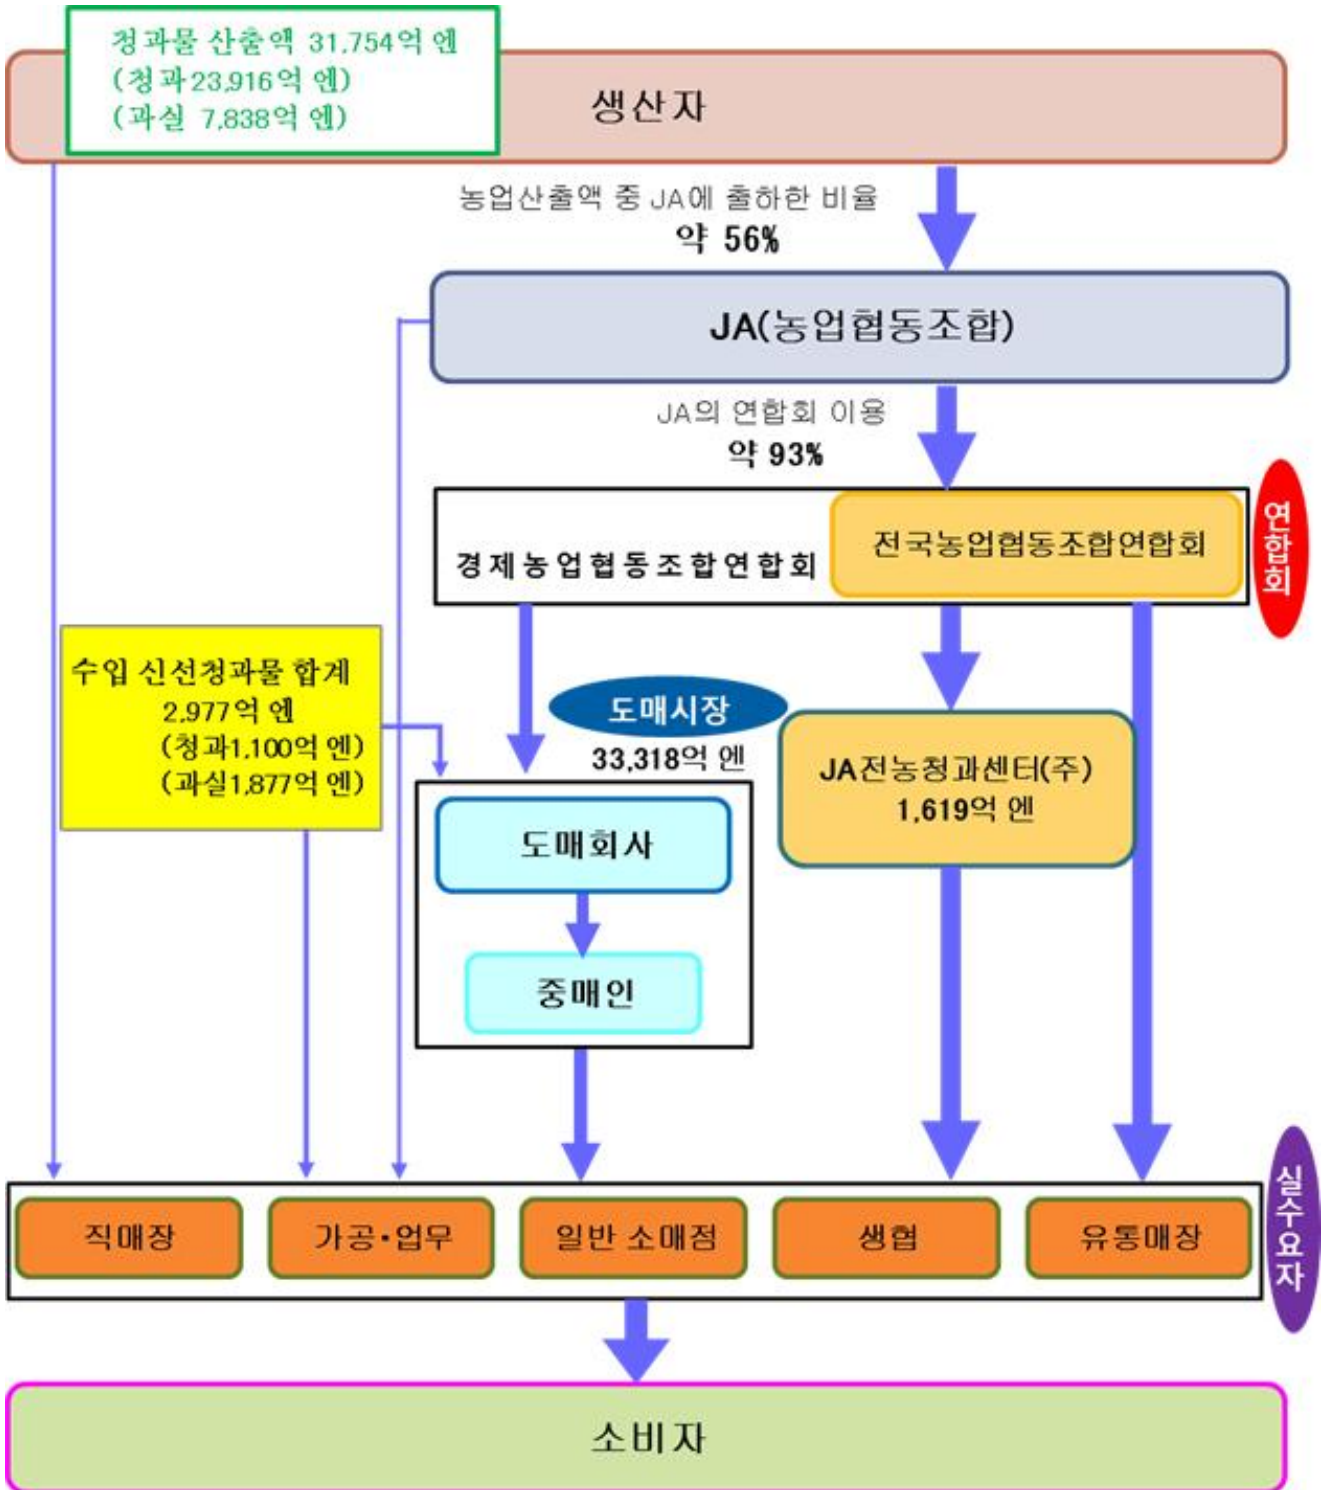 청과물 산출액 31,754억 엔
(청과23,916억 엔)
(과실 7,838억 엔)
생산자
농업산출액 중 JA에 출하한 비율
약 56%
JA(농업협동조합)
JA의 연합회 이용
약 93%
연합회
전국농업협동조합연합회
경제농업협동조합연합회
수입 신선청과물 합계
2,977억 엔
(청과1,100억 엔)
(과실1,877억 엔)
도매시장
33,318억 엔
JA전농청과센터(주)
1,619억 엔
도매회사
중매인
실수요자
직매장
가공·업무
일반 소매점
생협
유통매장
소비자